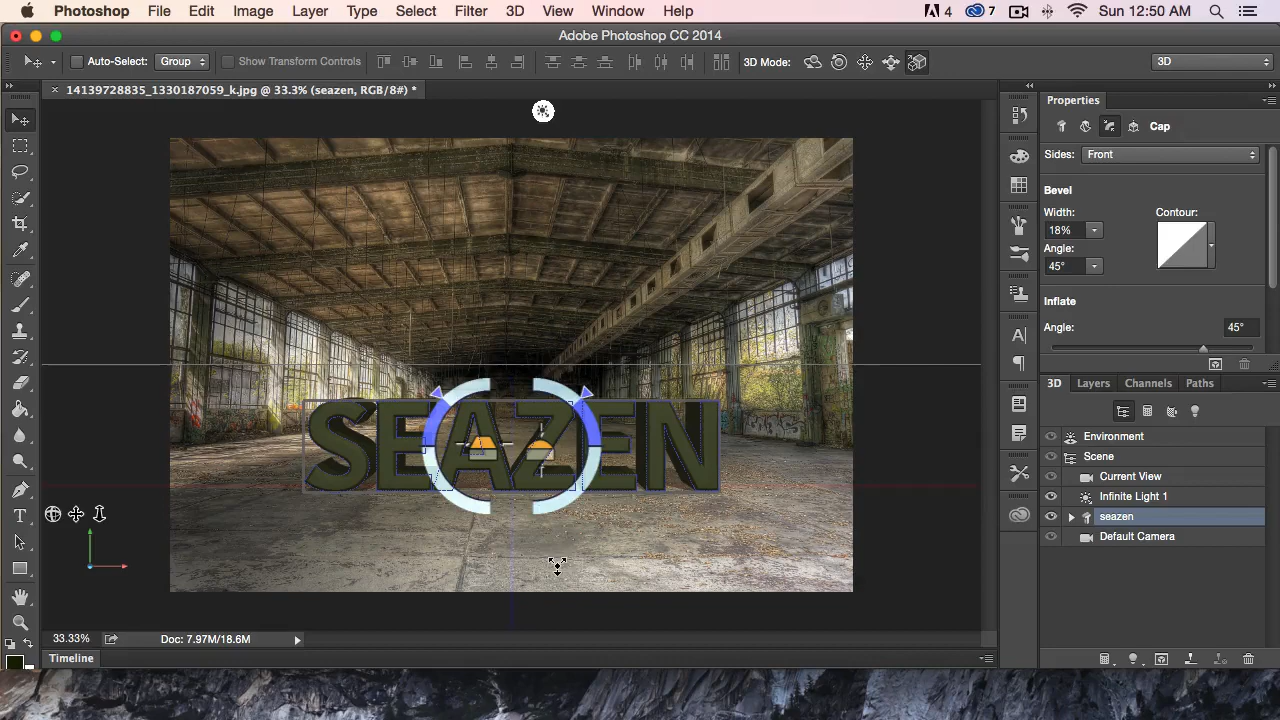 Photoshop File Edit Image Layer Type Select Filter 3D View Window Help 4 7 Sun 12:50 AM
Adobe Photoshop CC 2014
Auto-Select: Group Show Transform Controls 3D Mode: 3D
14139728835_1330187059_k.jpg @ 33.3% (seazen, RGB/8#) *
Properties
Cap
Sides: Front
Bevel
Width: Contour:
18%
Angle:
45°
Inflate
Angle: 45°
3D Layers Channels Paths
Environment
Scene
Current View
Infinite Light 1
seazen
Default Camera
SEAZEN
33.33% Doc: 7.97M/18.6M
Timeline